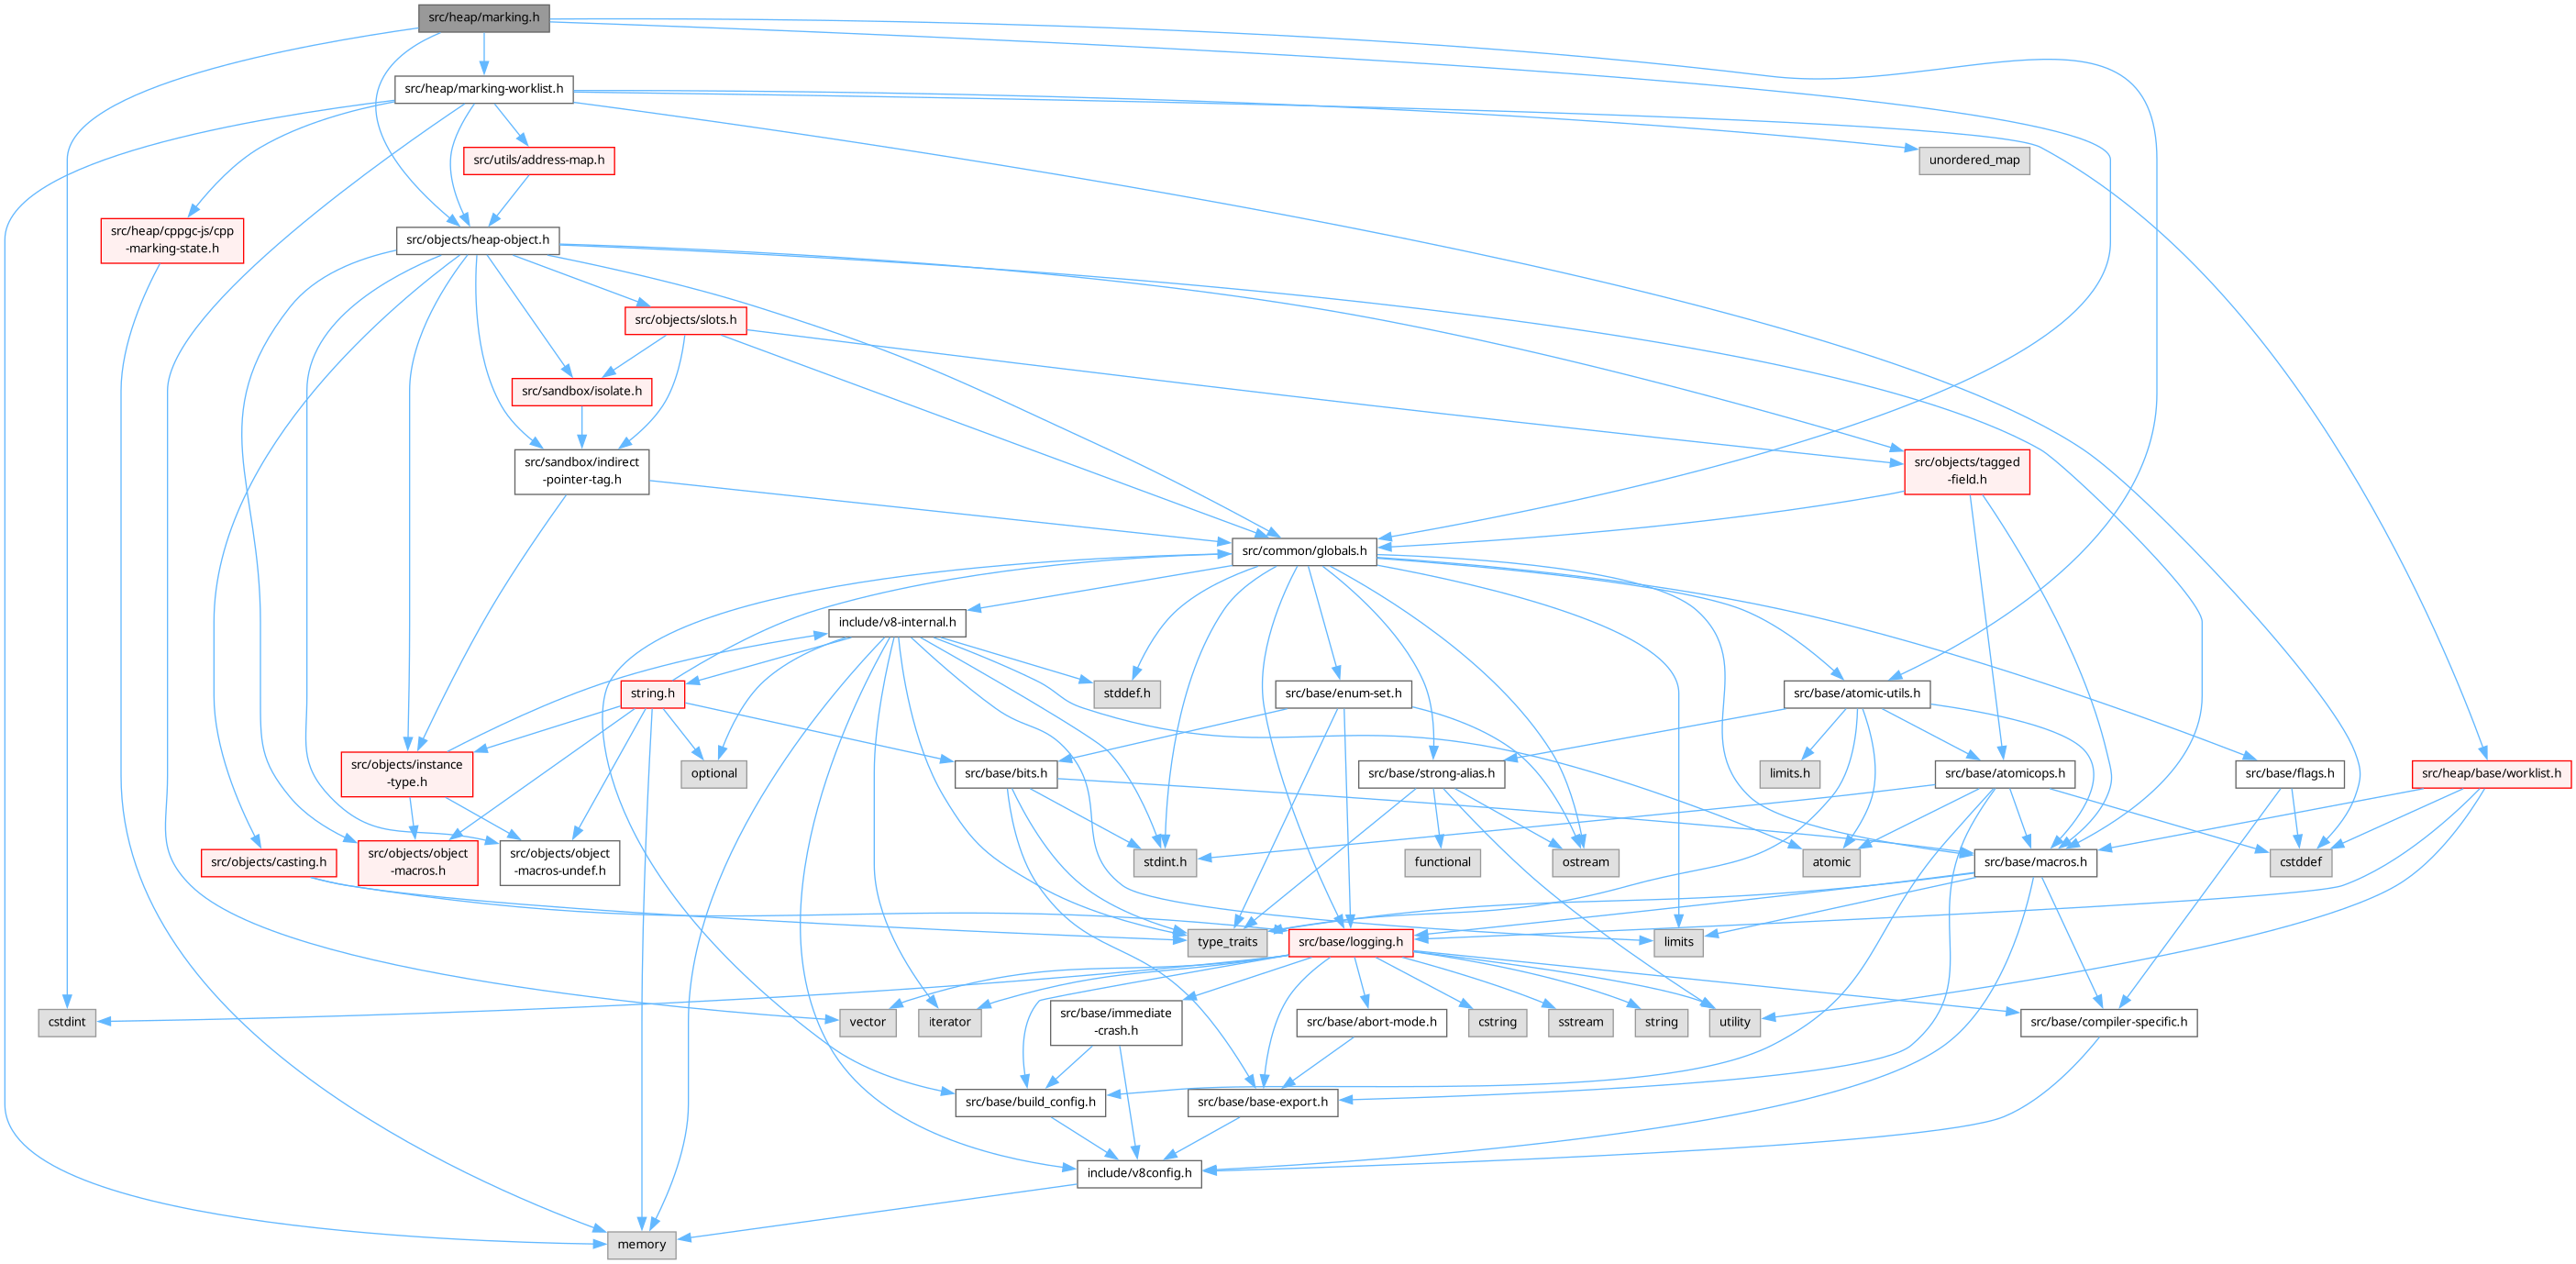 src/heap/marking.h
src/heap/marking-worklist.h
src/utils/address-map.h
unordered_map
src/heap/cppgc-js/cpp
-marking-state.h
src/objects/heap-object.h
src/objects/slots.h
src/sandbox/isolate.h
src/sandbox/indirect
-pointer-tag.h
src/objects/tagged
-field.h
src/common/globals.h
include/v8-internal.h
string.h
stddef.h
src/base/enum-set.h
src/base/atomic-utils.h
src/objects/instance
-type.h
optional
src/base/bits.h
src/base/strong-alias.h
limits.h
src/base/atomicops.h
src/base/flags.h
src/heap/base/worklist.h
src/objects/casting.h
src/objects/object
-macros.h
src/objects/object
-macros-undef.h
stdint.h
functional
ostream
atomic
src/base/macros.h
cstddef
type_traits
src/base/logging.h
limits
cstdint
vector
iterator
src/base/immediate
-crash.h
src/base/abort-mode.h
cstring
sstream
string
utility
src/base/compiler-specific.h
src/base/build_config.h
src/base/base-export.h
include/v8config.h
memory